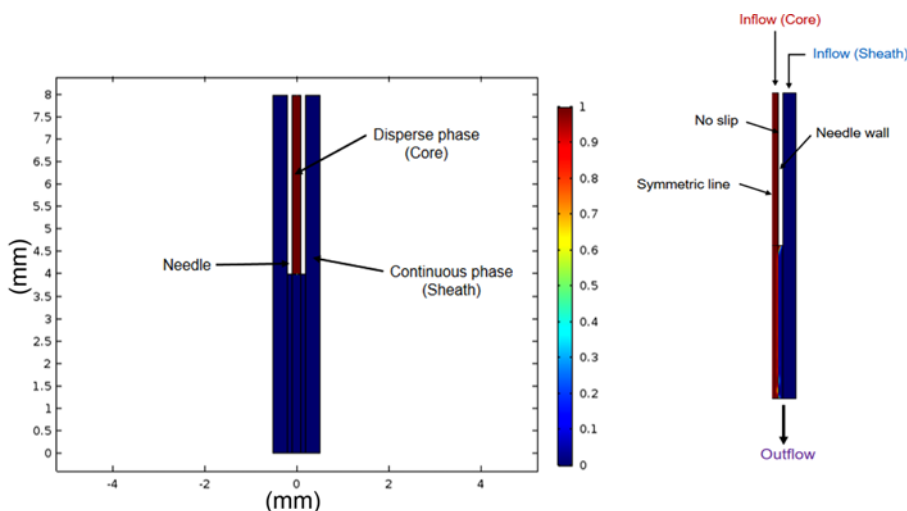 8
7.5
7
6.5
6
5.5
5
4.5
4
3.5
3
2.5
2
1.5
1
0.5
0
(mm)
-4
-2
0
2
4
(mm)
Disperse phase
(Core)
Needle
Continuous phase
(Sheath)
1
0.9
0.8
0.7
0.6
0.5
0.4
0.3
0.2
0.1
0
Inflow (Core)
Inflow (Sheath)
No slip
Needle wall
Symmetric line
Outflow